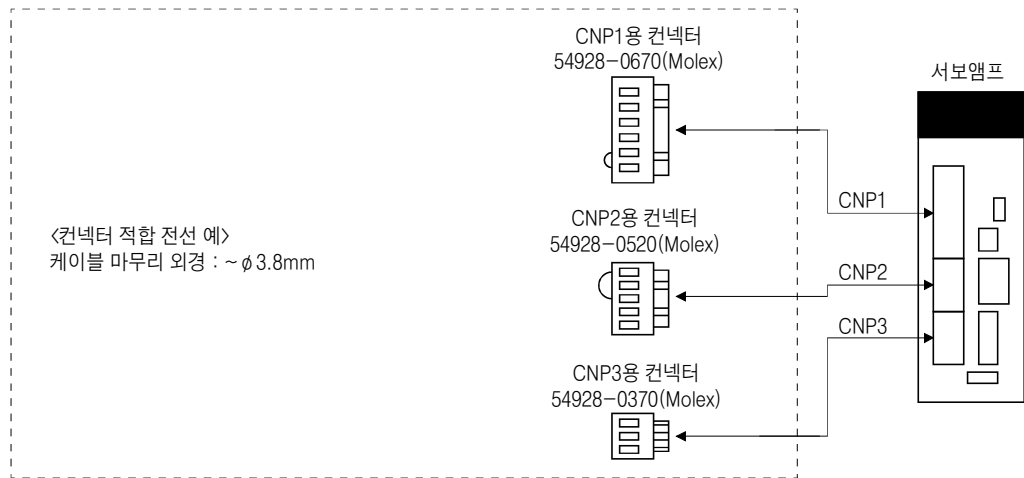 CNP1용 컨넥터
54928-0670(Molex)
서보앰프
CNP1
CNP2용 컨넥터
54928-0520(Molex)
〈컨넥터 적합 전선 예〉
케이블 마무리 외경 : ~φ3.8mm
CNP2
CNP3
CNP3용 컨넥터
54928-0370(Molex)